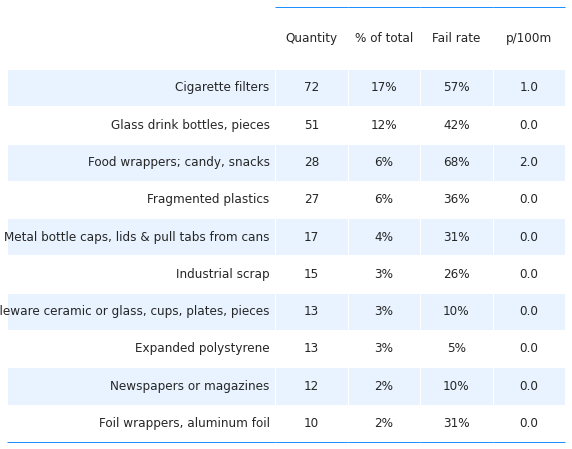 Quantity % of total Fail rate p/100m
Cigarette filters 72 17% 57% 1.0
Glass drink bottles, pieces 51 12% 42% 0.0
Food wrappers; candy, snacks 28 6% 68% 2.0
Fragmented plastics 27 6% 36% 0.0
Metal bottle caps, lids & pull tabs from cans 17 4% 31% 0.0
Industrial scrap 15 3% 26% 0.0
ceramic or glass, cups, plates, pieces 13 3% 10% 0.0
Expanded polystyrene 13 3% 5% 0.0
Newspapers or magazines 12 2% 10% 0.0
Foil wrappers, aluminum foil 10 2% 31% 0.0